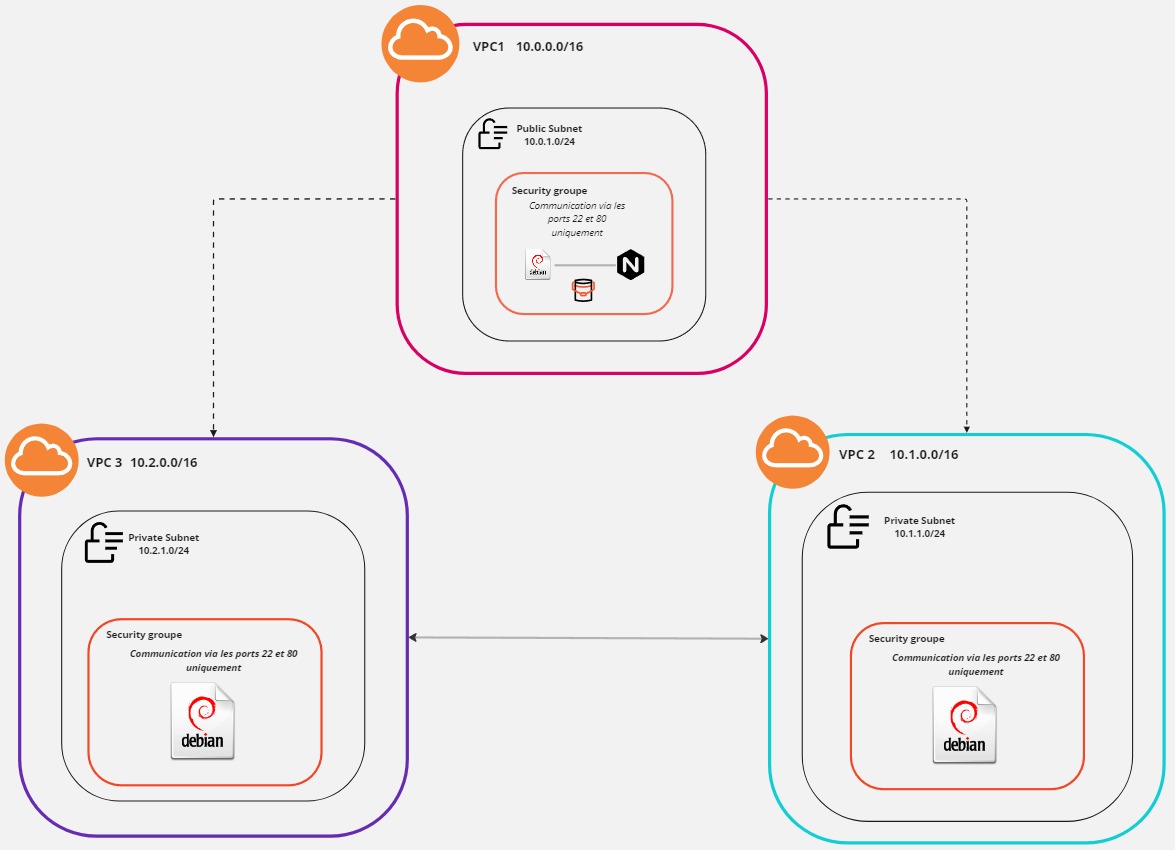 VPC1 10.0.0.0/16
Public Subnet
10.0.1.0/24
Security groupe
Communication via les
ports 22 et 80
uniquement
debian
N
VPC 3 10.2.0.0/16
Private Subnet
10.2.1.0/24
Security groupe
Communication via les ports 22 et 80
uniquement
debian
VPC 2 10.1.0.0/16
Private Subnet
10.1.1.0/24
Security groupe
Communication via les ports 22 et 80
uniquement
debian